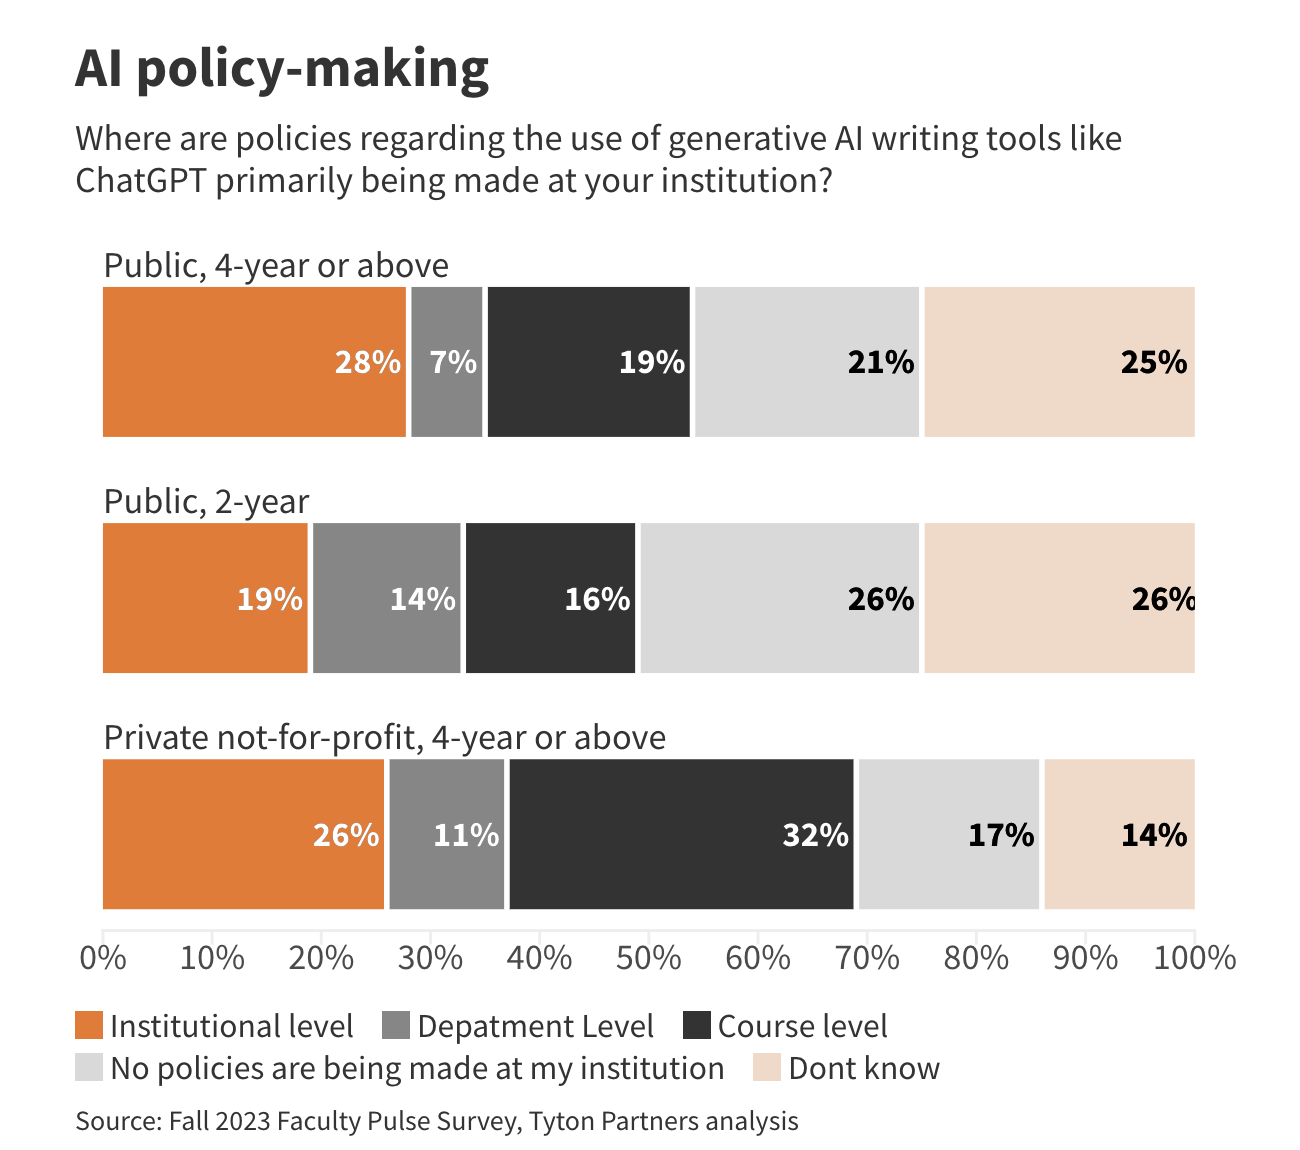 AI policy-making
Where are policies regarding the use of generative AI writing tools like
ChatGPT primarily being made at your institution?
Public, 4-year or above
28% 7% 19% 21% 25%
Public, 2-year
19% 14% 16% 26% 26%
Private not-for-profit, 4-year or above
26% 11% 32% 17% 14%
0% 10% 20% 30% 40% 50% 60% 70% 80% 90% 100%
Institutional level Depatment Level Course level
No policies are being made at my institution Dont know
Source: Fall 2023 Faculty Pulse Survey, Tyton Partners analysis